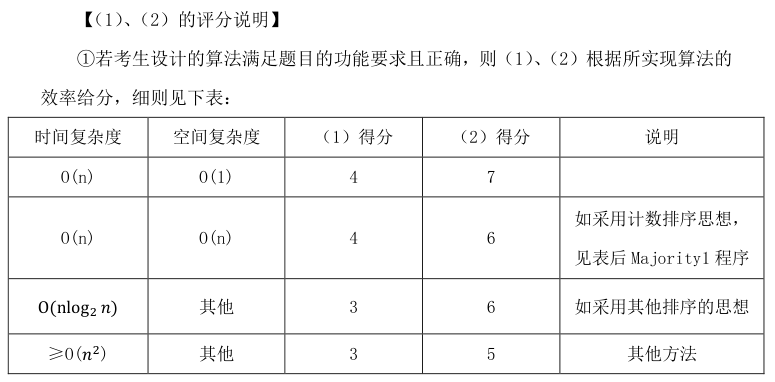 【(1)、(2) 的评分说明】
①若考生设计的算法满足题目的功能要求且正确，则 (1)、(2) 根据所实现算法的
效率给分，细则见下表：
时间复杂度 空间复杂度 (1) 得分 (2) 得分 说明
O(n) O(1) 4 7
O(n) O(n) 4 6 如采用计数排序思想，
见表后 Majority1 程序
O(nlog₂ n) 其他 3 6 如采用其他排序的思想
≥O(n²) 其他 3 5 其他方法